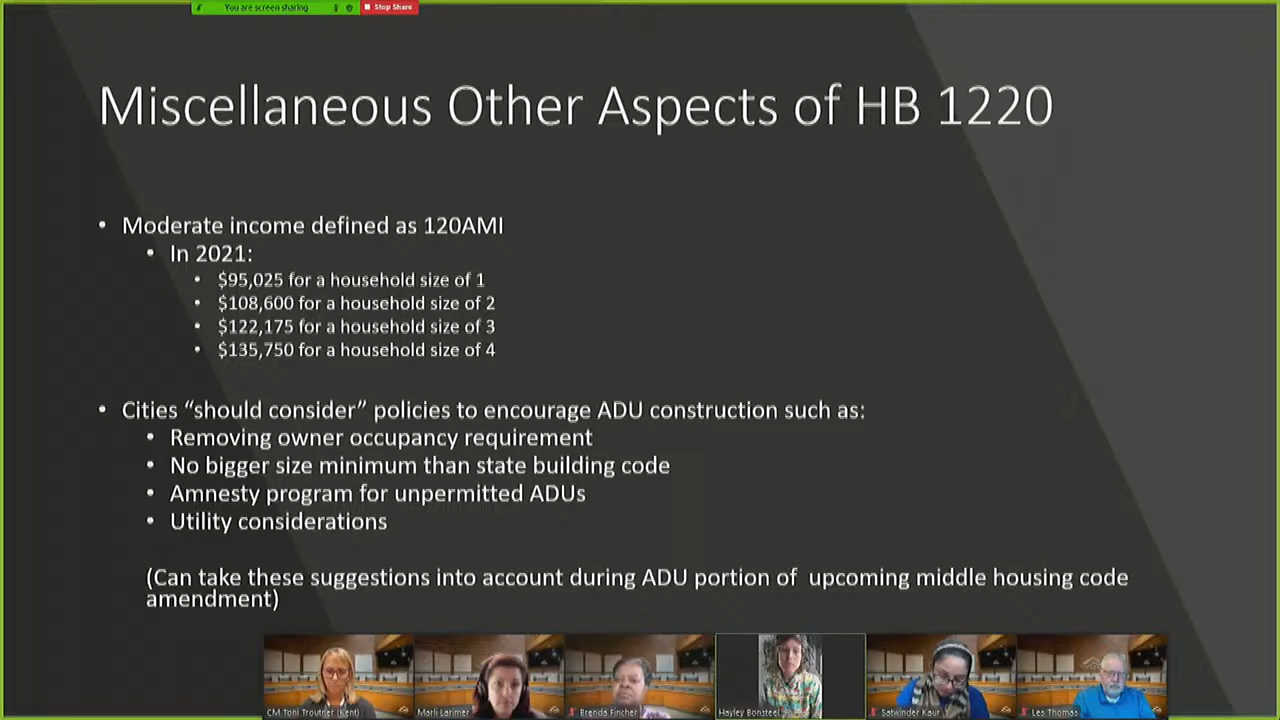 You are screen sharing
Stop Share
Miscellaneous Other Aspects of HB 1220
• Moderate income defined as 120AMI
• In 2021:
• $95,025 for a household size of 1
• $108,600 for a household size of 2
• $122,175 for a household size of 3
• $135,750 for a household size of 4
• Cities “should consider” policies to encourage ADU construction such as:
• Removing owner occupancy requirement
• No bigger size minimum than state building code
• Amnesty program for unpermitted ADUs
• Utility considerations
(Can take these suggestions into account during ADU portion of upcoming middle housing code
amendment)
CM Toni Troutner (Kent)
Marli Larimer
Brenda Fincher
Hayley Bonsteel
Satwinder Kaur
Les Thomas